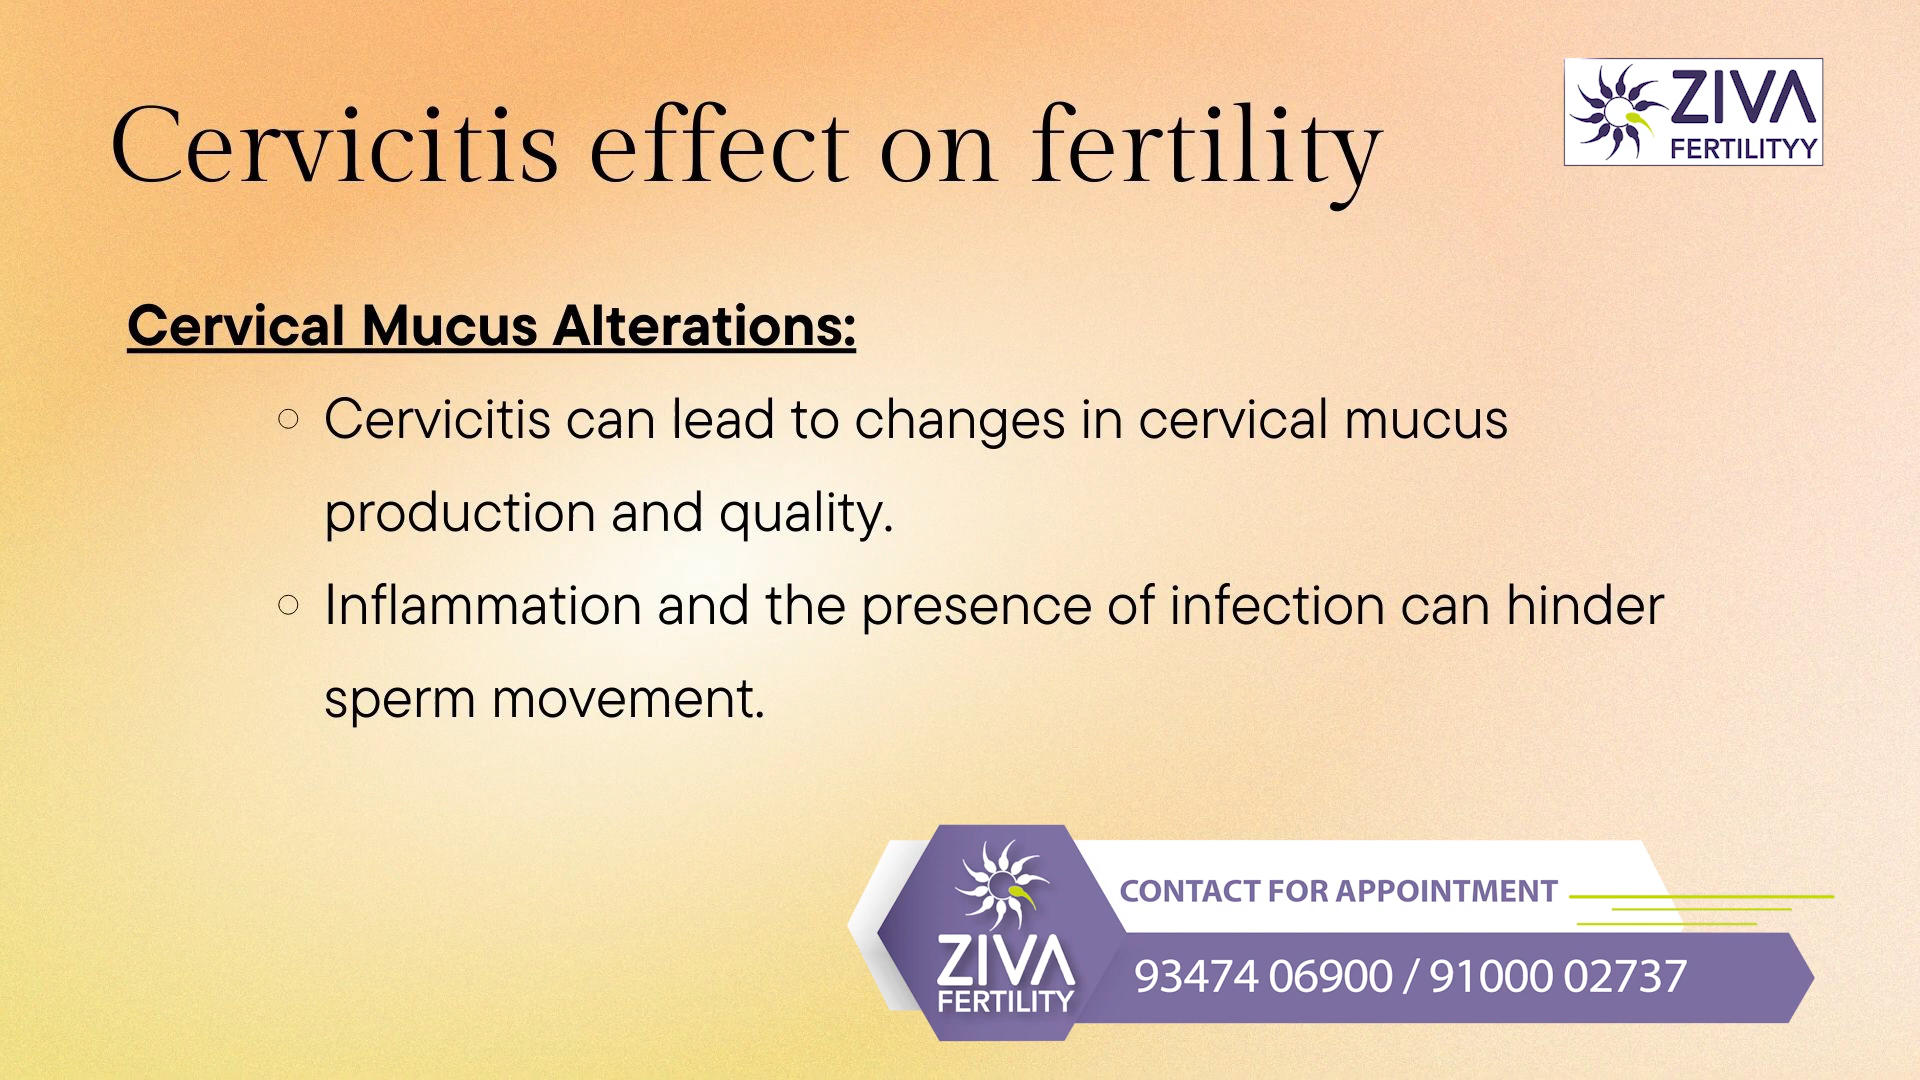 Cervicitis effect on fertility
ZIVA
FERTILITYY
Cervical Mucus Alterations:
Cervicitis can lead to changes in cervical mucus
production and quality.
Inflammation and the presence of infection can hinder
sperm movement.
CONTACT FOR APPOINTMENT
ZIVA
FERTILITY
93474 06900 / 91000 02737